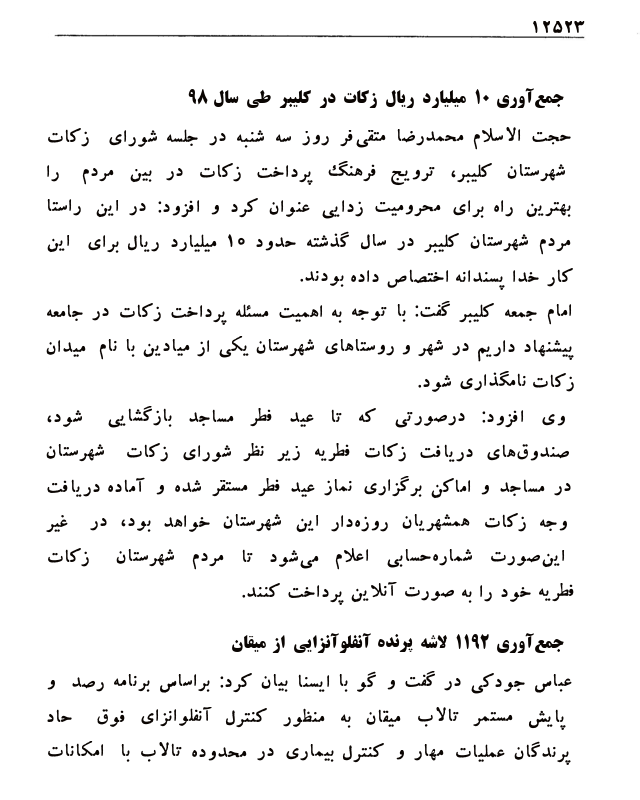 ۱۲۵۲۳
جمع‌آوری ۱۰ میلیارد ریال زکات در کلیبر طی سال ۹۸
حجت الاسلام محمدرضا متقی‌فر روز سه شنبه در جلسه شورای زکات
شهرستان کلیبر، ترویج فرهنگ پرداخت زکات در بین مردم را
بهترین راه برای محرومیت زدایی عنوان کرد و افزود: در این راستا
مردم شهرستان کلیبر در سال گذشته حدود ۱۰ میلیارد ریال برای این
کار خدا پسندانه اختصاص داده بودند.
امام جمعه کلیبر گفت: با توجه به اهمیت مسئله پرداخت زکات در جامعه
پیشنهاد داریم در شهر و روستاهای شهرستان یکی از میادین با نام میدان
زکات نامگذاری شود.
وی افزود: درصورتی که تا عید فطر مساجد بازگشایی شود،
صندوق‌های دریافت زکات فطریه زیر نظر شورای زکات شهرستان
در مساجد و اماکن برگزاری نماز عید فطر مستقر شده و آماده دریافت
وجه زکات همشهریان روزه‌دار این شهرستان خواهد بود، در غیر
این‌صورت شماره‌حسابی اعلام می‌شود تا مردم شهرستان زکات
فطریه خود را به صورت آنلاین پرداخت کنند.
جمع‌آوری ۱۱۹۲ لاشه پرنده آنفلوآنزایی از میقان
عباس جودکی در گفت و گو با ایسنا بیان کرد: براساس برنامه رصد و
پایش مستمر تالاب میقان به منظور کنترل آنفلوانزای فوق حاد
پرندگان عملیات مهار و کنترل بیماری در محدوده تالاب با امکانات